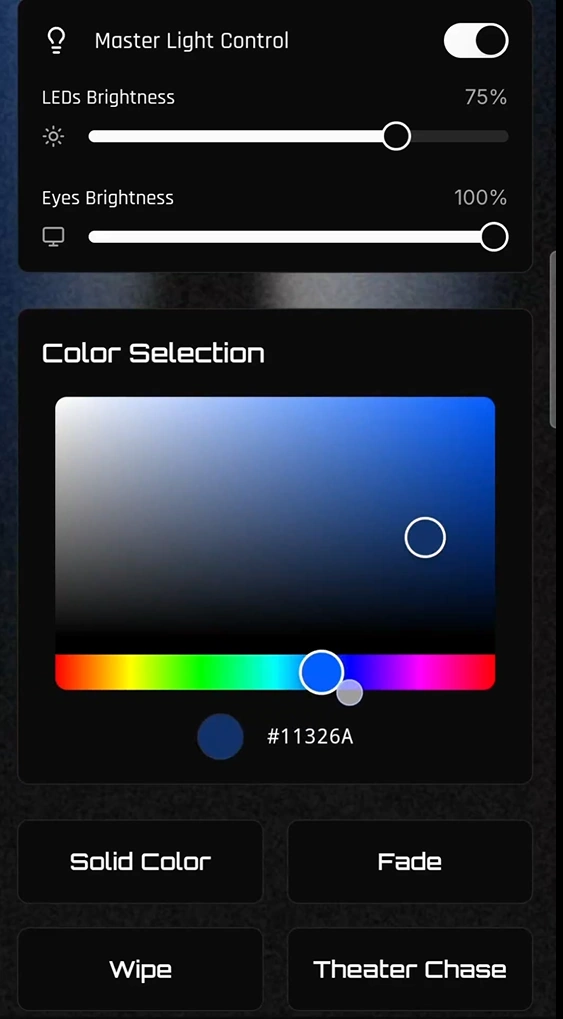 Master Light Control
LEDs Brightness 75%
Eyes Brightness 100%
Color Selection
#11326A
Solid Color Fade
Wipe Theater Chase